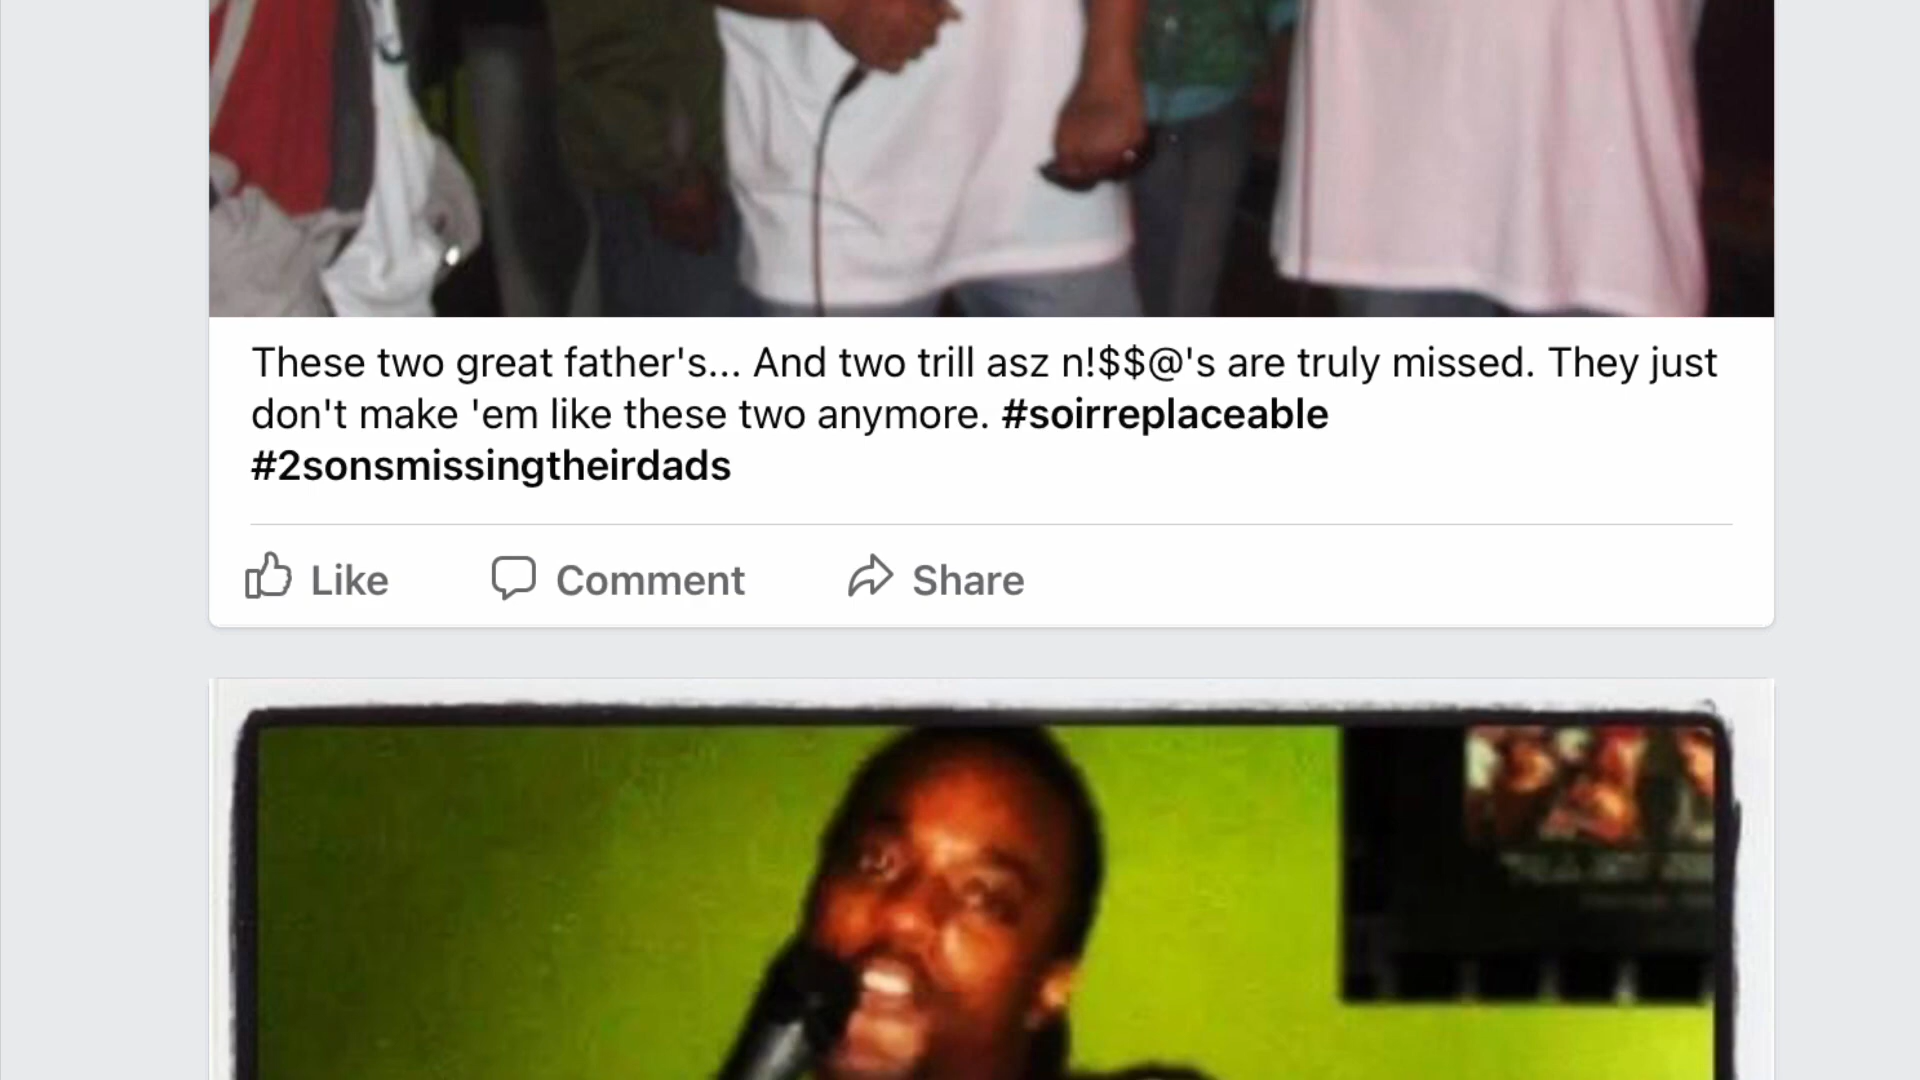 These two great father's... And two trill asz n!$$@'s are truly missed. They just
don't make 'em like these two anymore. #soirreplaceable
#2sonsmissingtheirdads
Like Comment Share